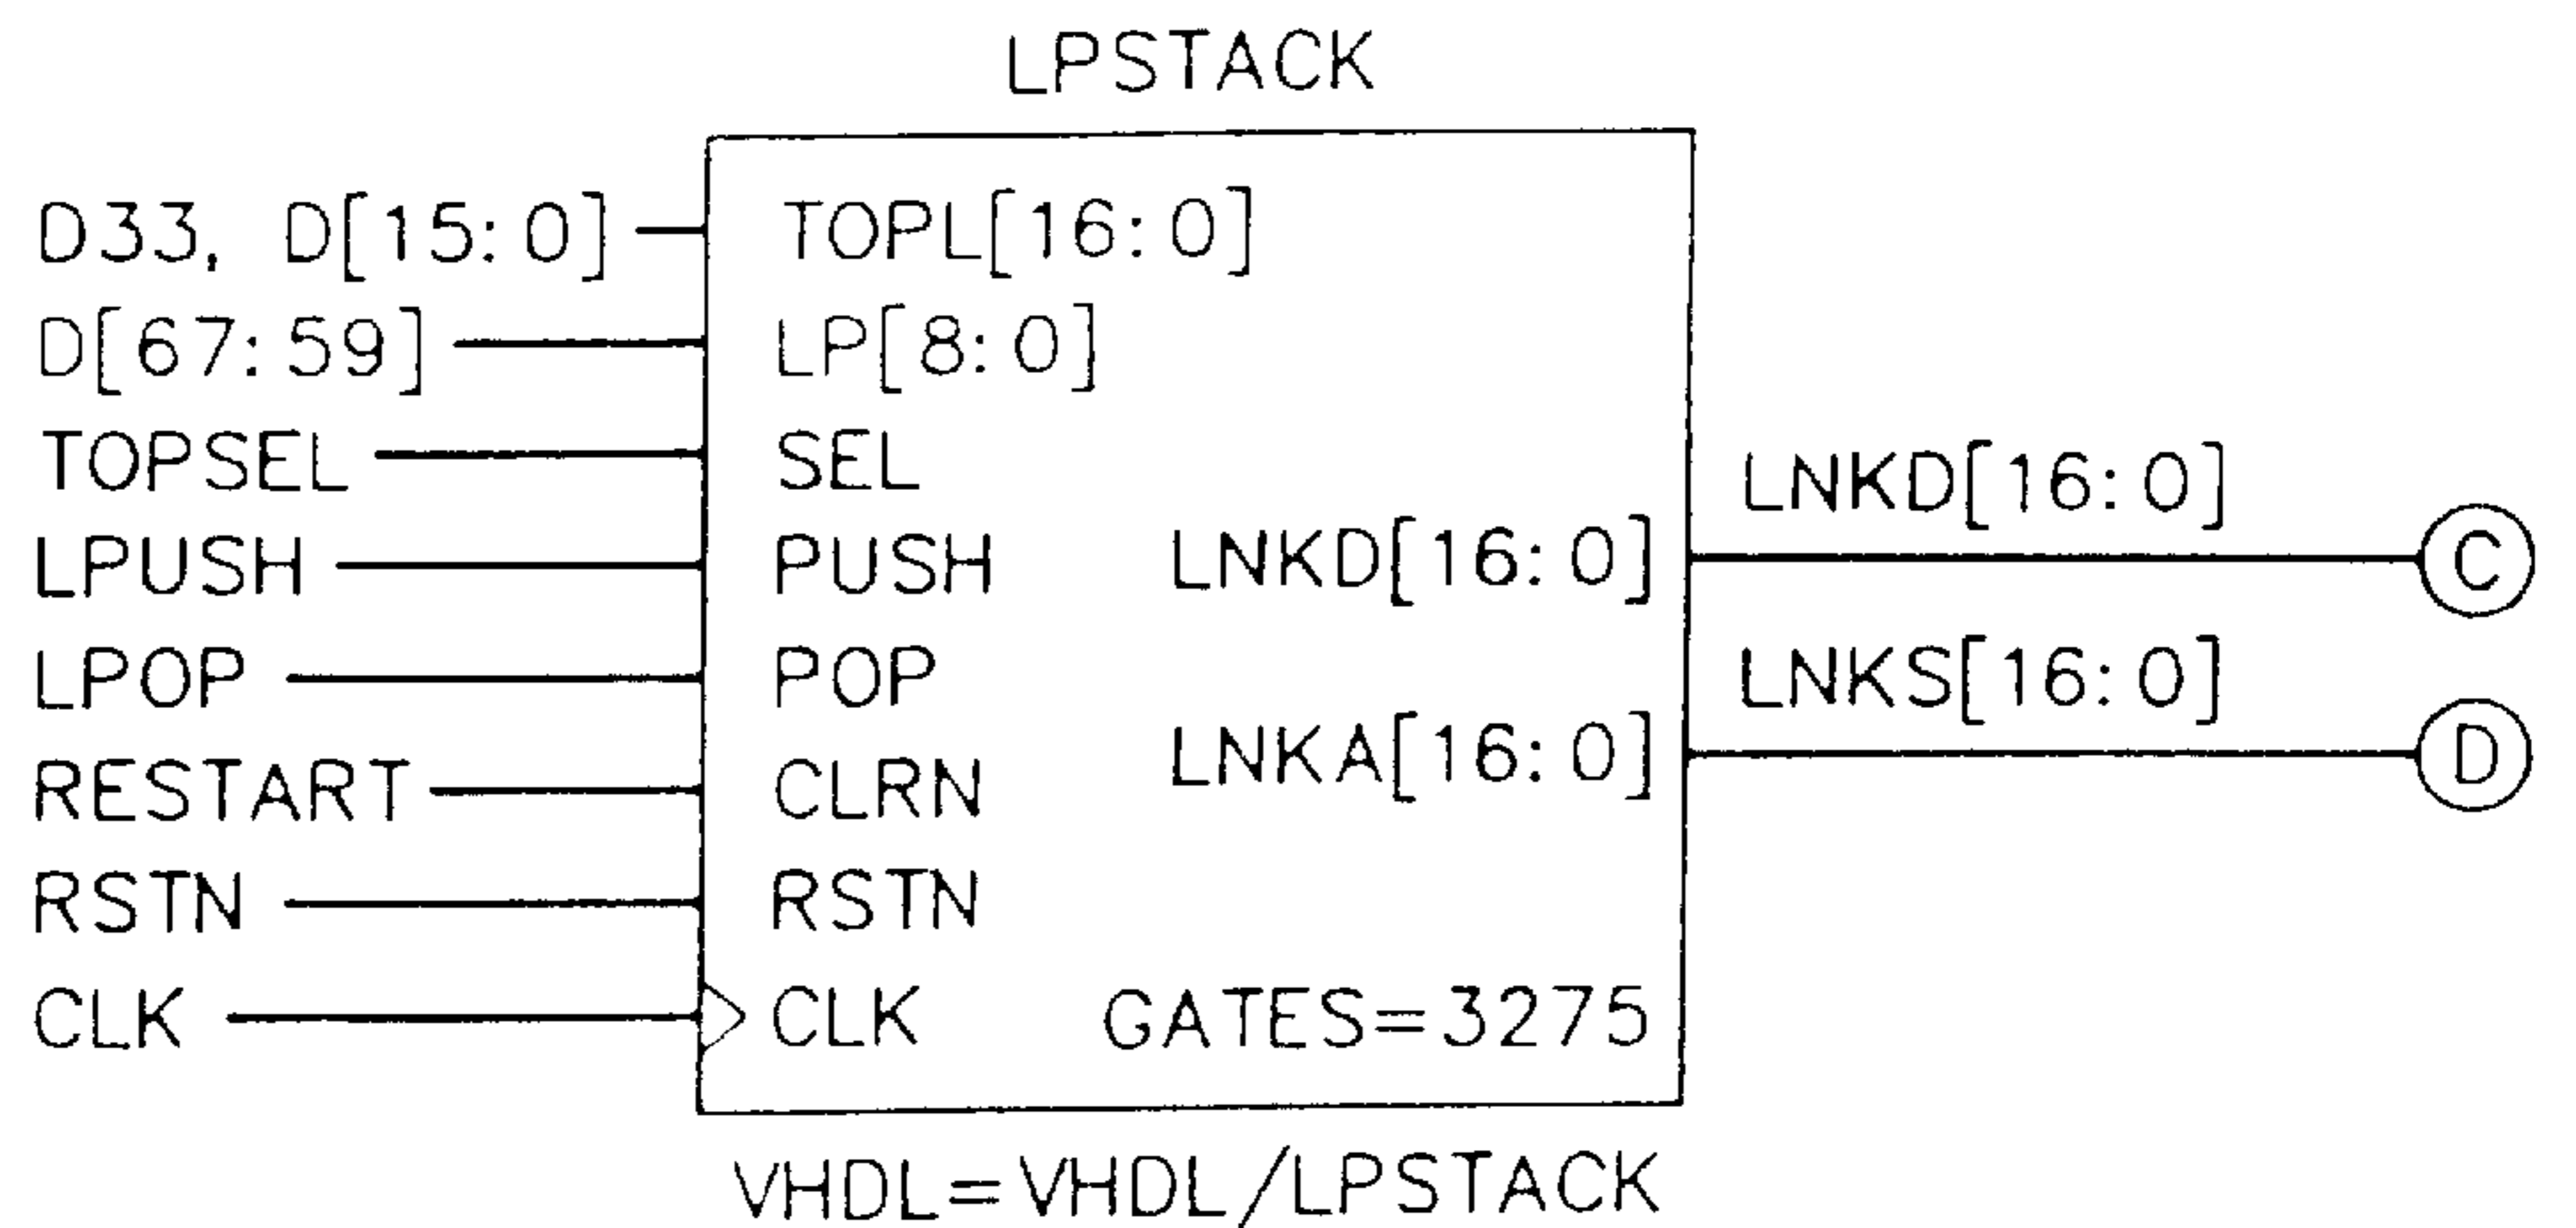 LPSTACK
D33, D[15:0] TOPL[16:0]
D[67:59] LP[8:0]
TOPSEL SEL
LNKD[16:0]
LPUSH PUSH LNKD[16:0] C
LPOP POP LNKS[16:0]
LNKA[16:0] D
RESTART CLRN
RSTN RSTN
CLK CLK GATES=3275
VHDL=VHDL/LPSTACK